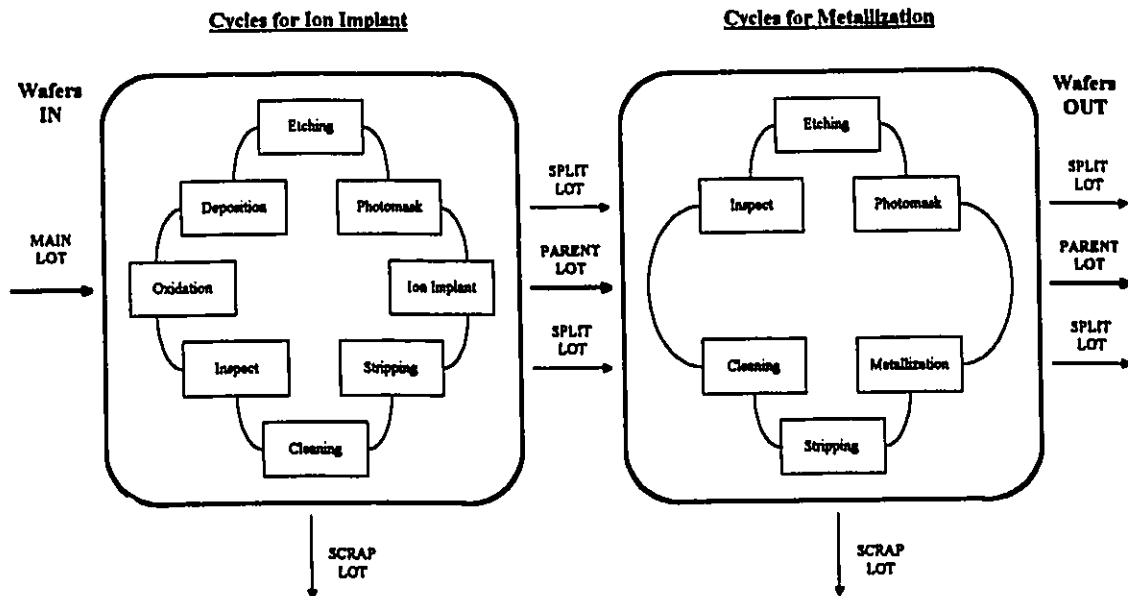 Cycles for Ion Implant
Cycles for Metallization
Wafers
IN
Wafers
OUT
Etching
Deposition
Photomask
Oxidation
Ion Implant
Inspect
Stripping
Cleaning
MAIN
LOT
SPLIT
LOT
PARENT
LOT
SPLIT
LOT
SCRAP
LOT
Etching
Inspect
Photomask
Cleaning
Metallization
Stripping
SPLIT
LOT
PARENT
LOT
SPLIT
LOT
SCRAP
LOT